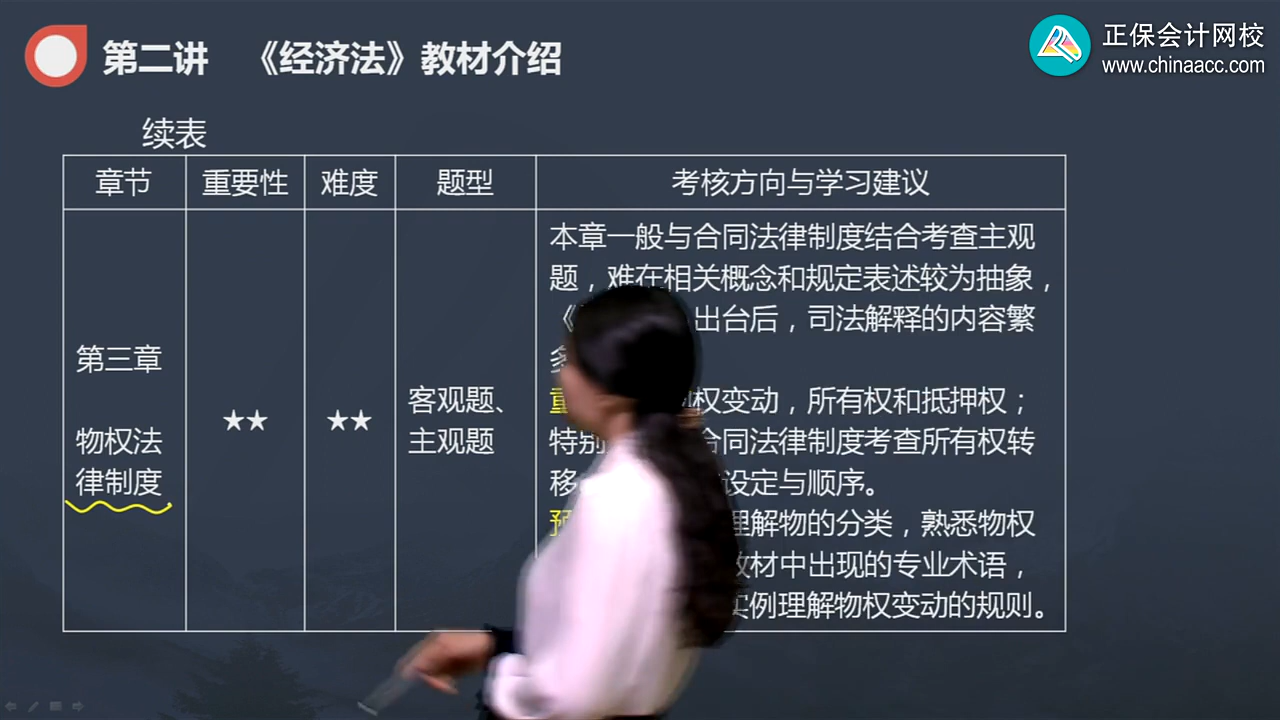 第二讲 《经济法》教材介绍
正保会计网校
www.chinaacc.com
续表
章节 重要性 难度 题型 考核方向与学习建议
第三章
物权法
律制度
★★
★★
客观题、
主观题
本章一般与合同法律制度结合考查主观
题，难在相关概念和规定表述较为抽象，
《 出台后，司法解释的内容繁
权变动，所有权和抵押权；
特别 合同法律制度考查所有权转
移 设定与顺序。
理解物的分类，熟悉物权
教材中出现的专业术语，
实例理解物权变动的规则。